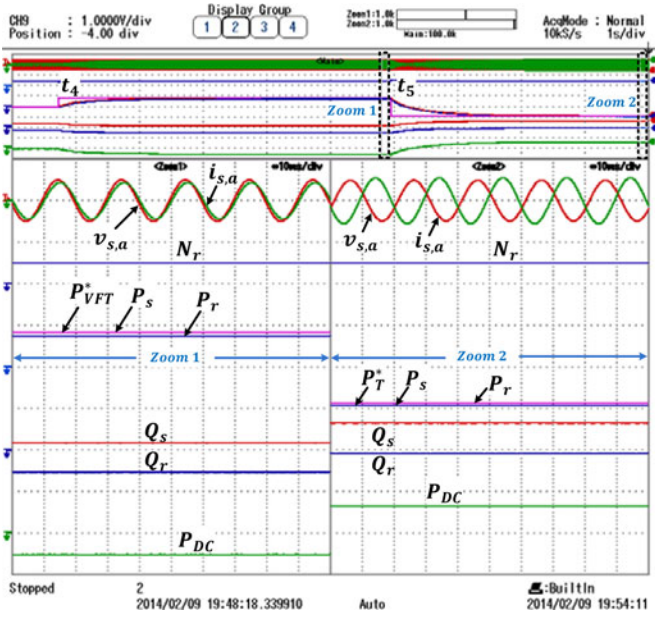 CH9 : 1.0000V/div
Position : -4.00 div
Display Group
1 2 3 4
Zoom1:1.0k
Zoom2:1.0k
Main:100.0k
AcqMode : Normal
10kS/s 1s/div
<Main>
t4 t5
Zoom 1 Zoom 2
<Zoom1> =10ms/div <Zoom2> =10ms/div
is,a
vs,a vs,a is,a
Nr Nr
P*VFT Ps Pr
Zoom 1 Zoom 2
P*T Ps Pr
Qs Qs
Qr Qr
PDC
PDC
Stopped 2 :BuiltIn
2014/02/09 19:48:18.339910 Auto 2014/02/09 19:54:11